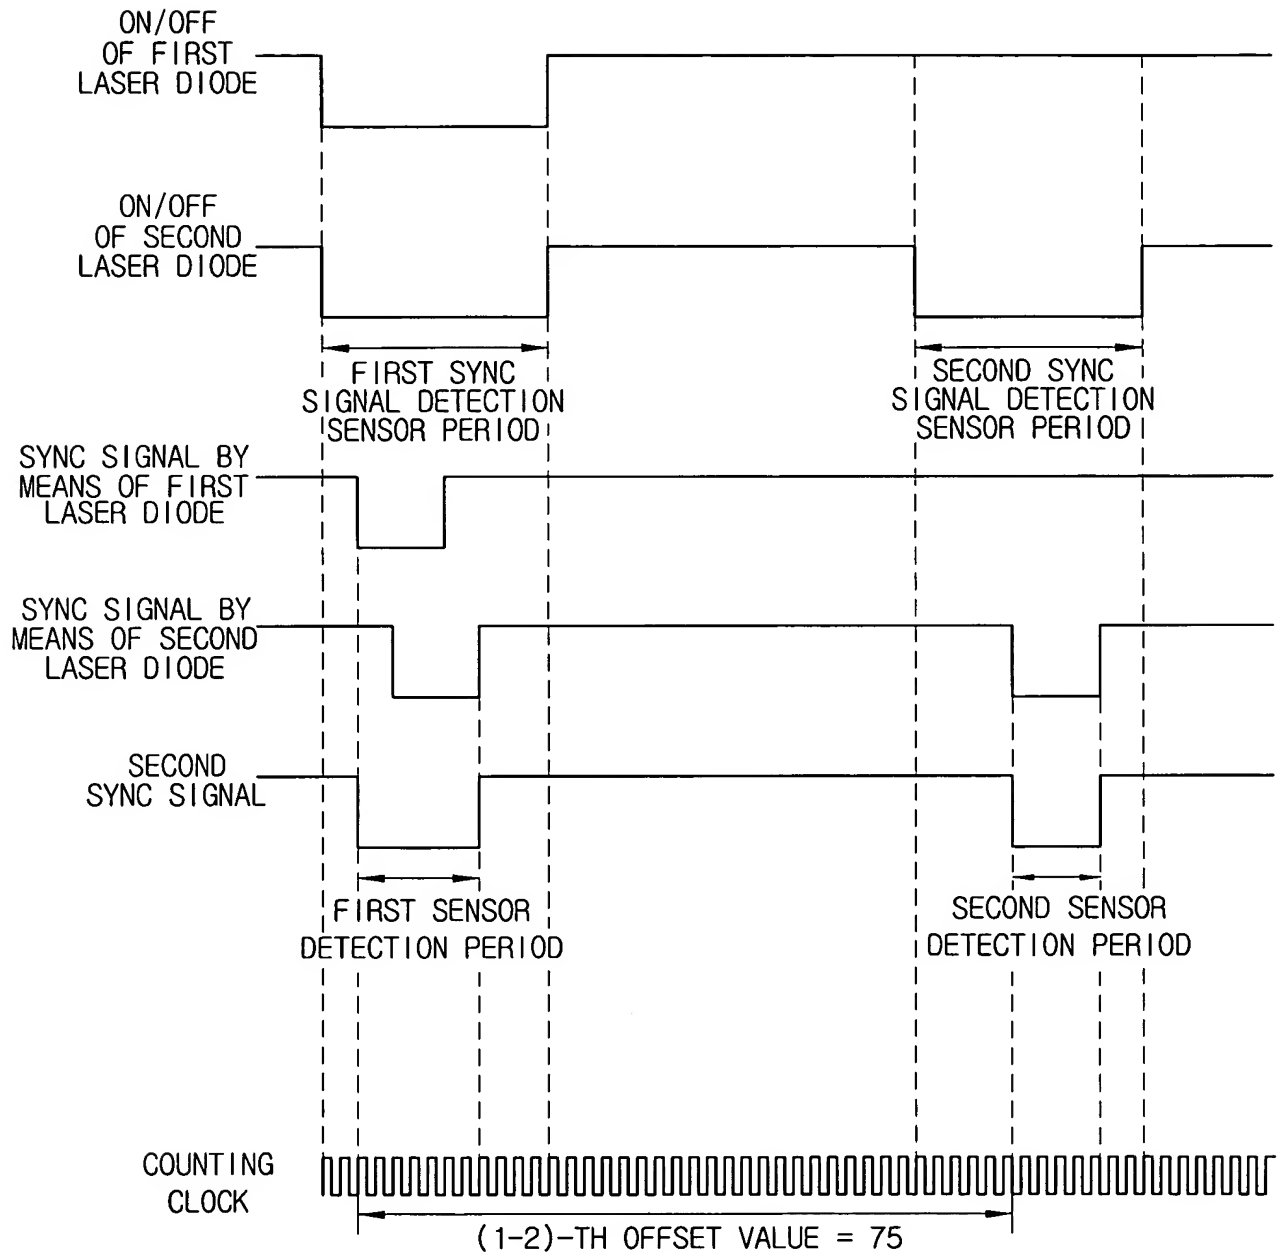 ON/OFF
OF FIRST
LASER DIODE
ON/OFF
OF SECOND
LASER DIODE
FIRST SYNC
SIGNAL DETECTION
SENSOR PERIOD
SECOND SYNC
SIGNAL DETECTION
SENSOR PERIOD
SYNC SIGNAL BY
MEANS OF FIRST
LASER DIODE
SYNC SIGNAL BY
MEANS OF SECOND
LASER DIODE
SECOND
SYNC SIGNAL
FIRST SENSOR
DETECTION PERIOD
SECOND SENSOR
DETECTION PERIOD
COUNTING
CLOCK
(1-2)-TH OFFSET VALUE = 75